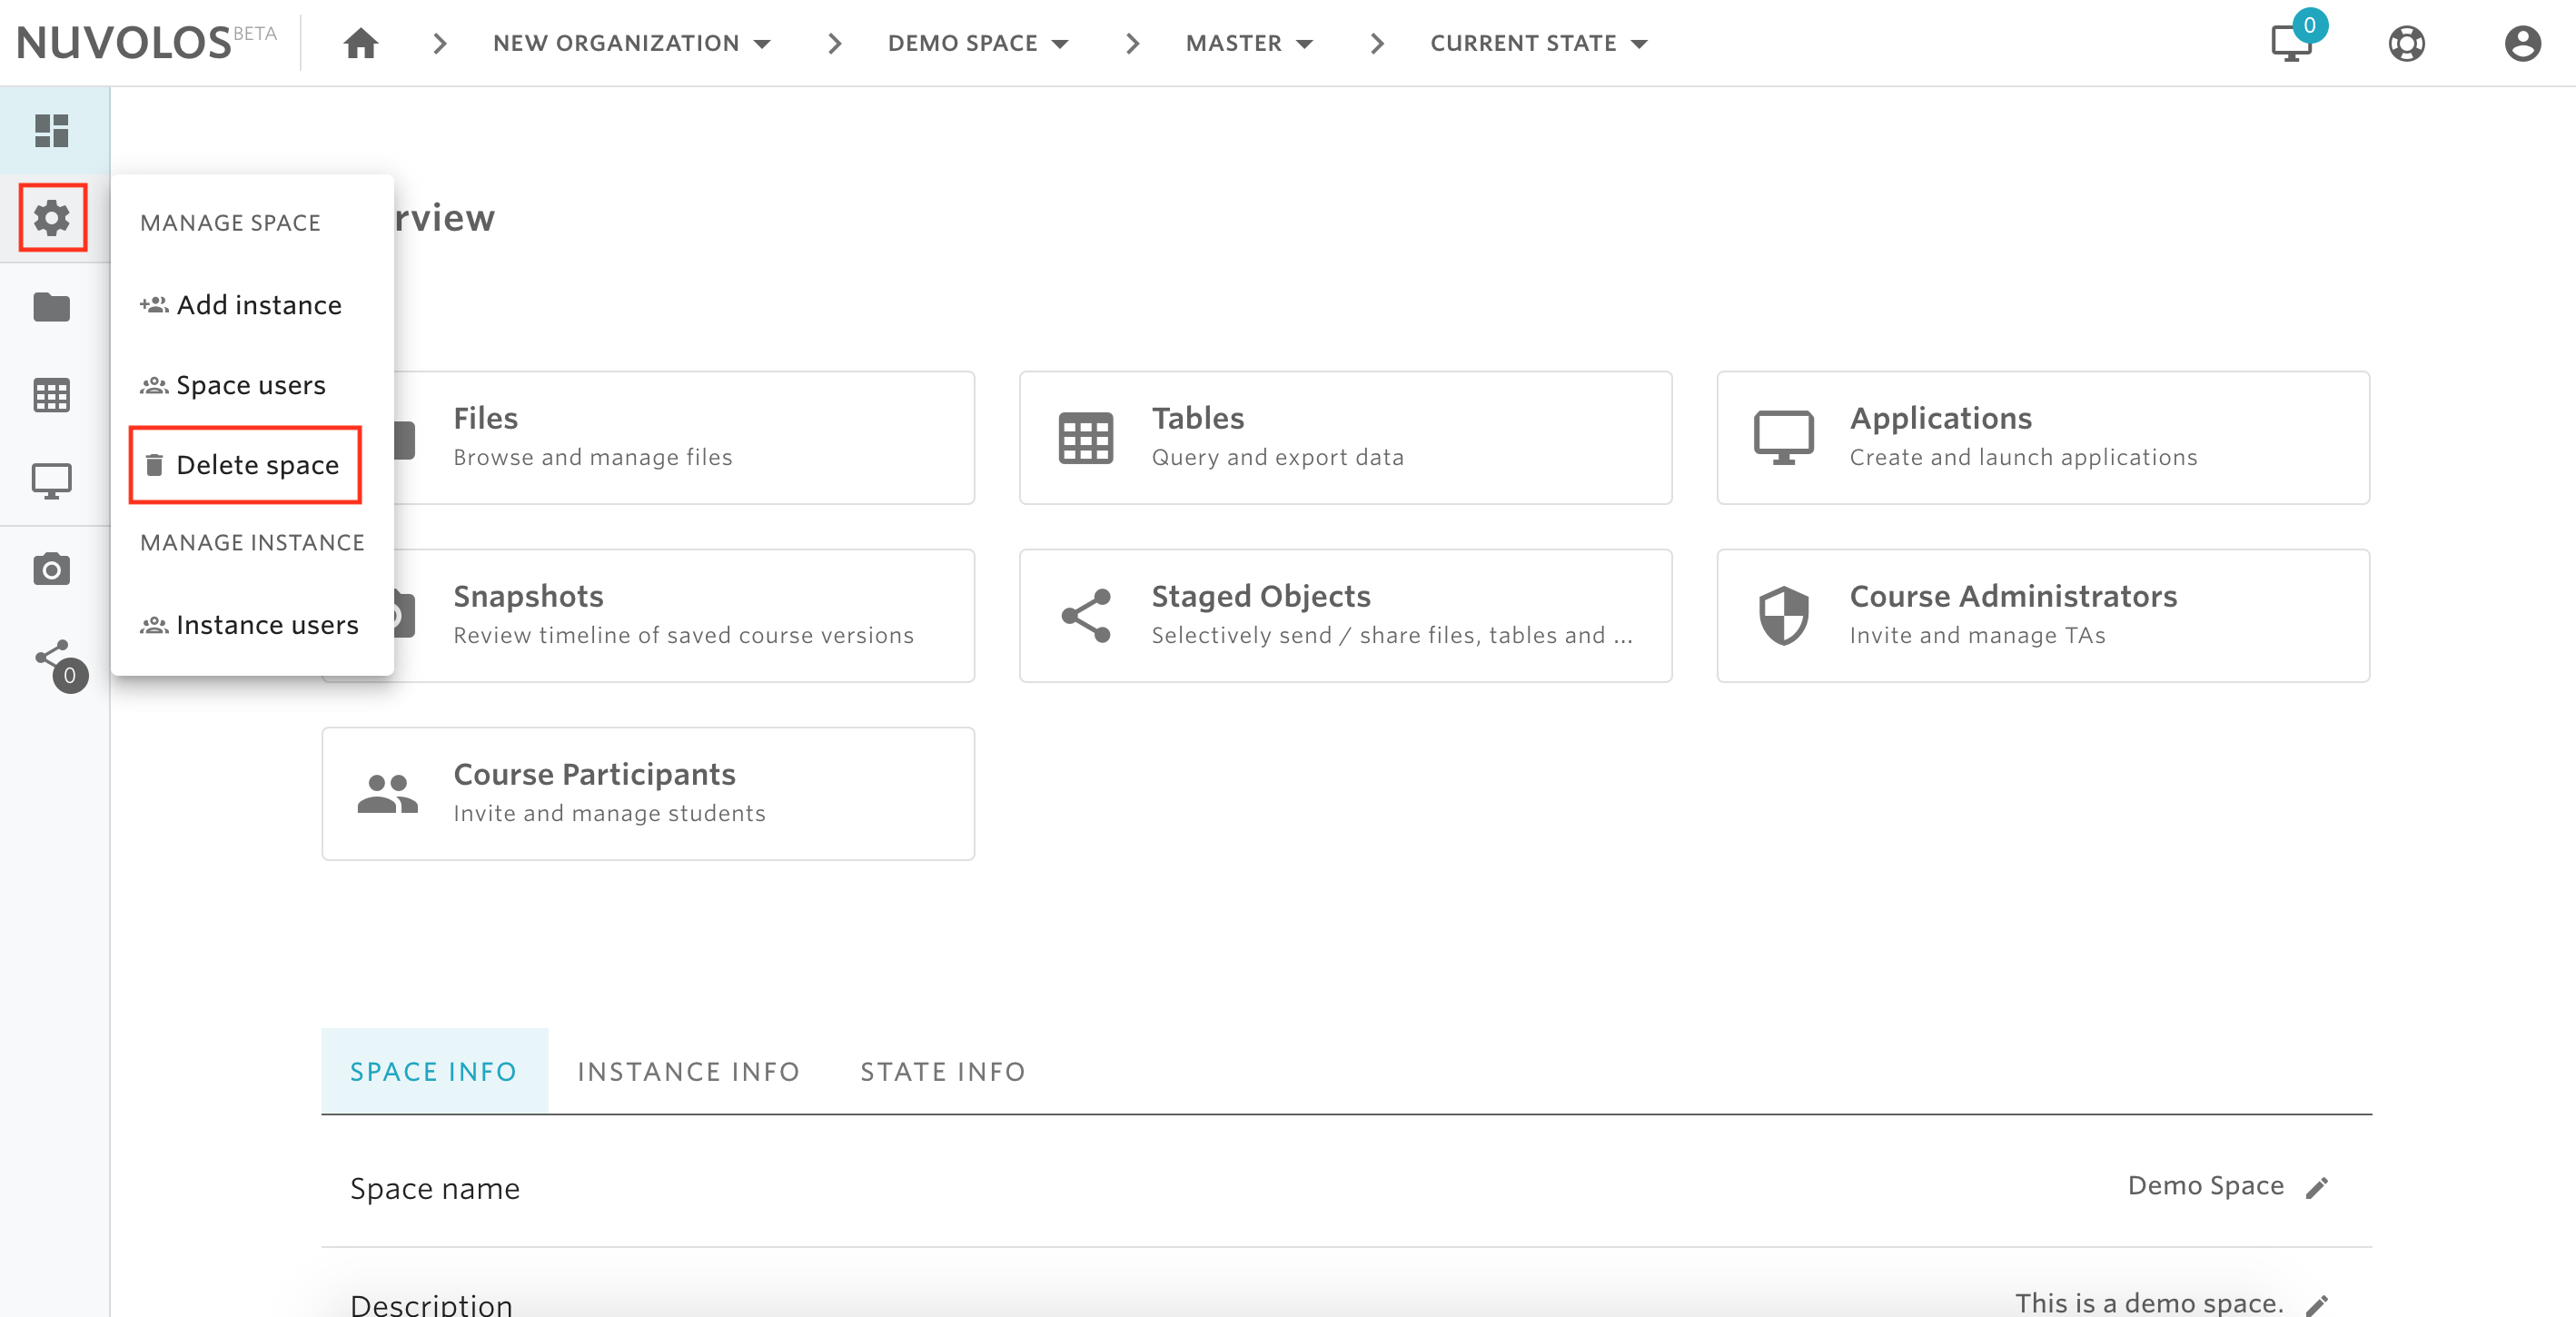 NUVOLOS BETA
NEW ORGANIZATION
DEMO SPACE
MASTER
CURRENT STATE
0
MANAGE SPACE
rview
Add instance
Space users
Delete space
MANAGE INSTANCE
Instance users
0
Files
Browse and manage files
Tables
Query and export data
Applications
Create and launch applications
Snapshots
Review timeline of saved course versions
Staged Objects
Selectively send / share files, tables and ...
Course Administrators
Invite and manage TAs
Course Participants
Invite and manage students
SPACE INFO
INSTANCE INFO
STATE INFO
Space name
Demo Space
Description
This is a demo space.